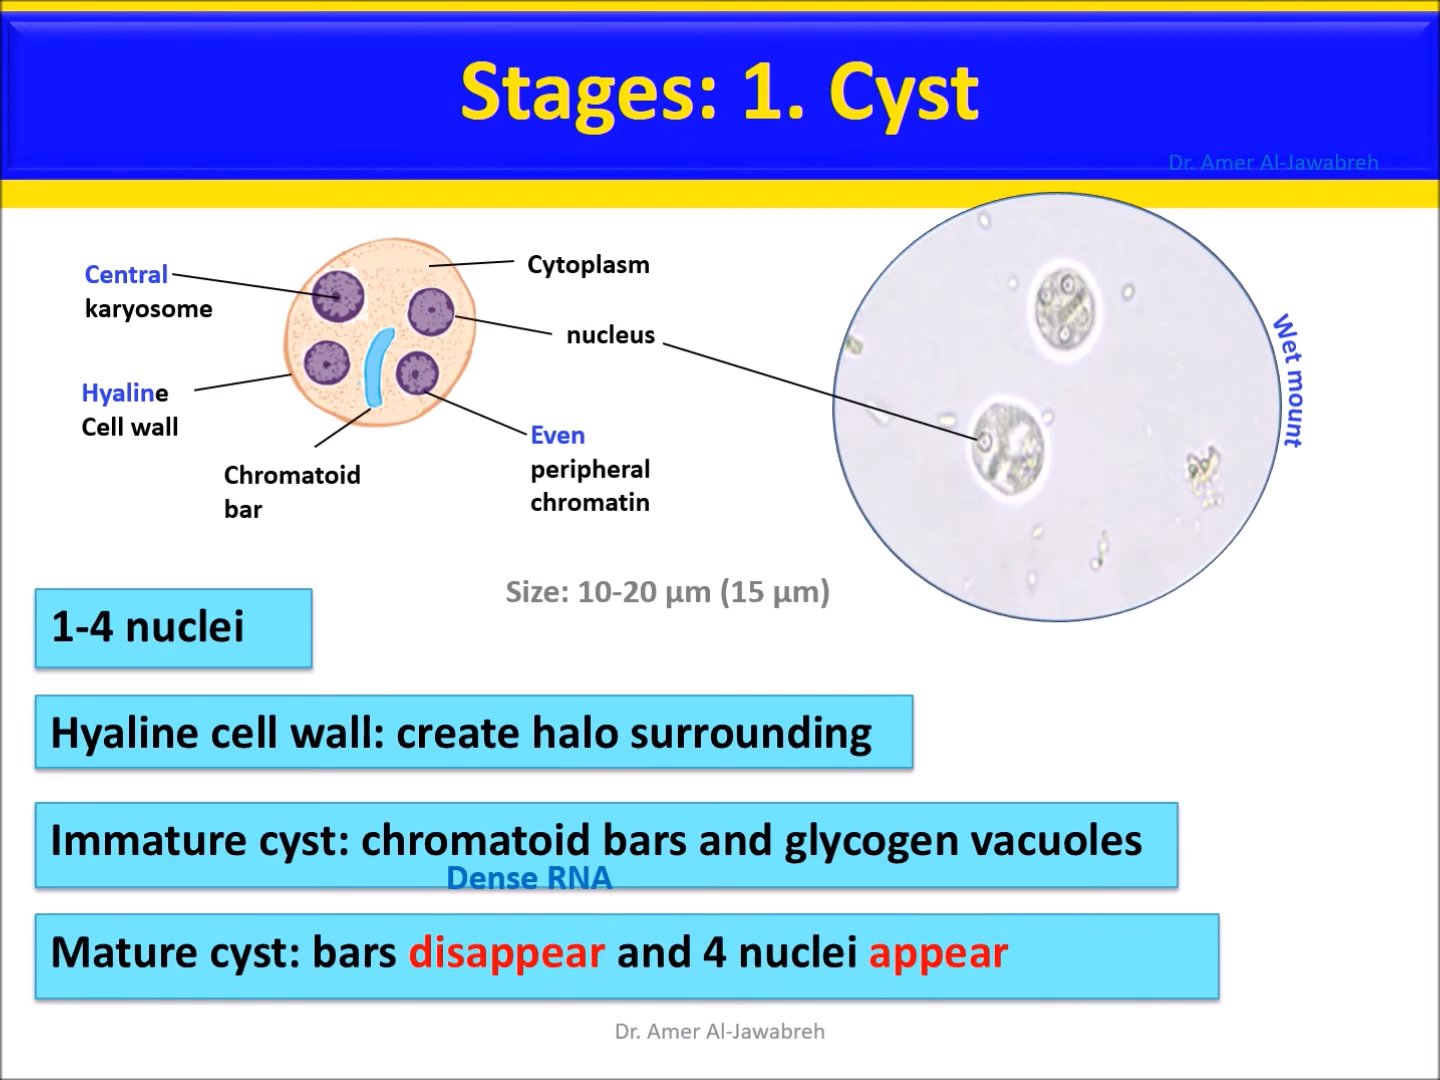 Stages: 1. Cyst
Dr. Amer Al-Jawabreh
Central
karyosome
Cytoplasm
nucleus
Hyaline
Cell wall
Chromatoid
bar
Even
peripheral
chromatin
Wet mount
Size: 10-20 µm (15 µm)
1-4 nuclei
Hyaline cell wall: create halo surrounding
Immature cyst: chromatoid bars and glycogen vacuoles
Dense RNA
Mature cyst: bars disappear and 4 nuclei appear
Dr. Amer Al-Jawabreh